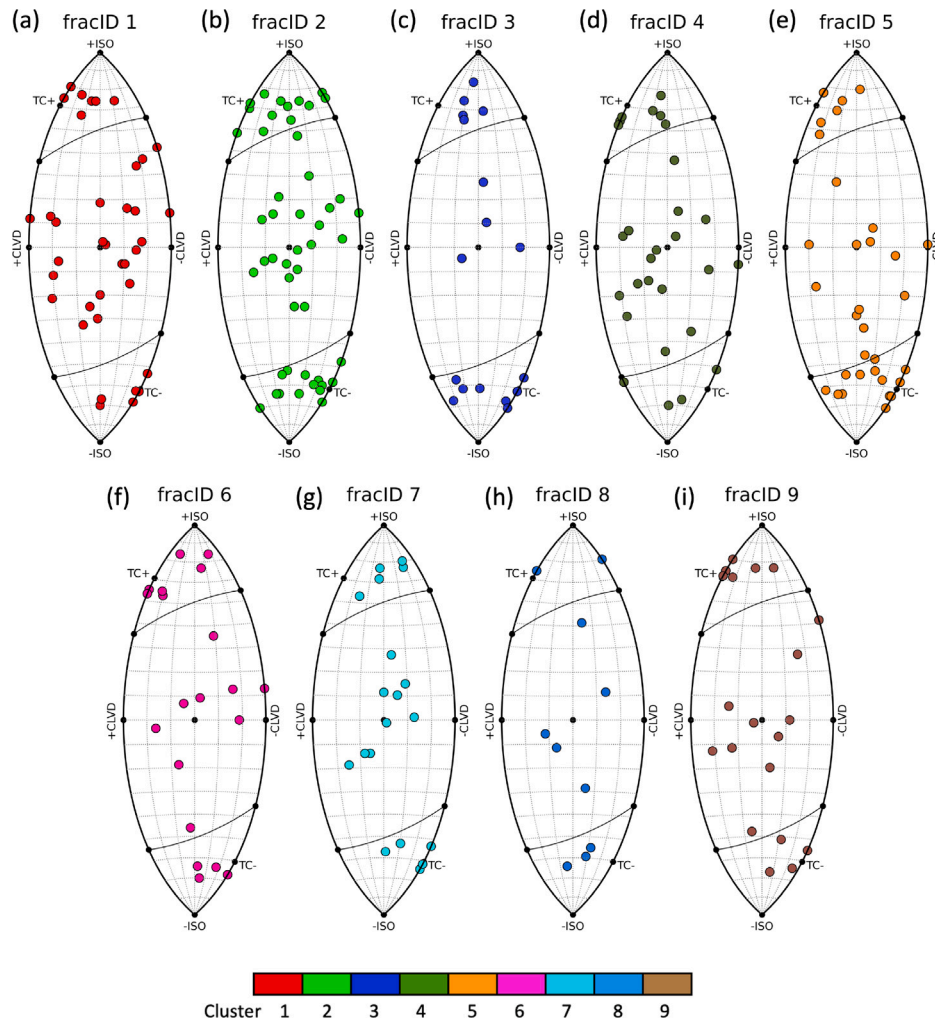 (a) fracID 1
+ISO
TC+
+CLVD
-CLVD
TC-
-ISO
(b) fracID 2
+ISO
TC+
+CLVD
-CLVD
TC-
-ISO
(c) fracID 3
+ISO
TC+
+CLVD
-CLVD
TC-
-ISO
(d) fracID 4
+ISO
TC+
+CLVD
-CLVD
TC-
-ISO
(e) fracID 5
+ISO
TC+
+CLVD
-CLVD
TC-
-ISO
(f) fracID 6
+ISO
TC+
+CLVD
-CLVD
TC-
-ISO
(g) fracID 7
+ISO
TC+
+CLVD
-CLVD
TC-
-ISO
(h) fracID 8
+ISO
TC+
+CLVD
-CLVD
TC-
-ISO
(i) fracID 9
+ISO
TC+
+CLVD
-CLVD
TC-
-ISO
Cluster 1 2 3 4 5 6 7 8 9